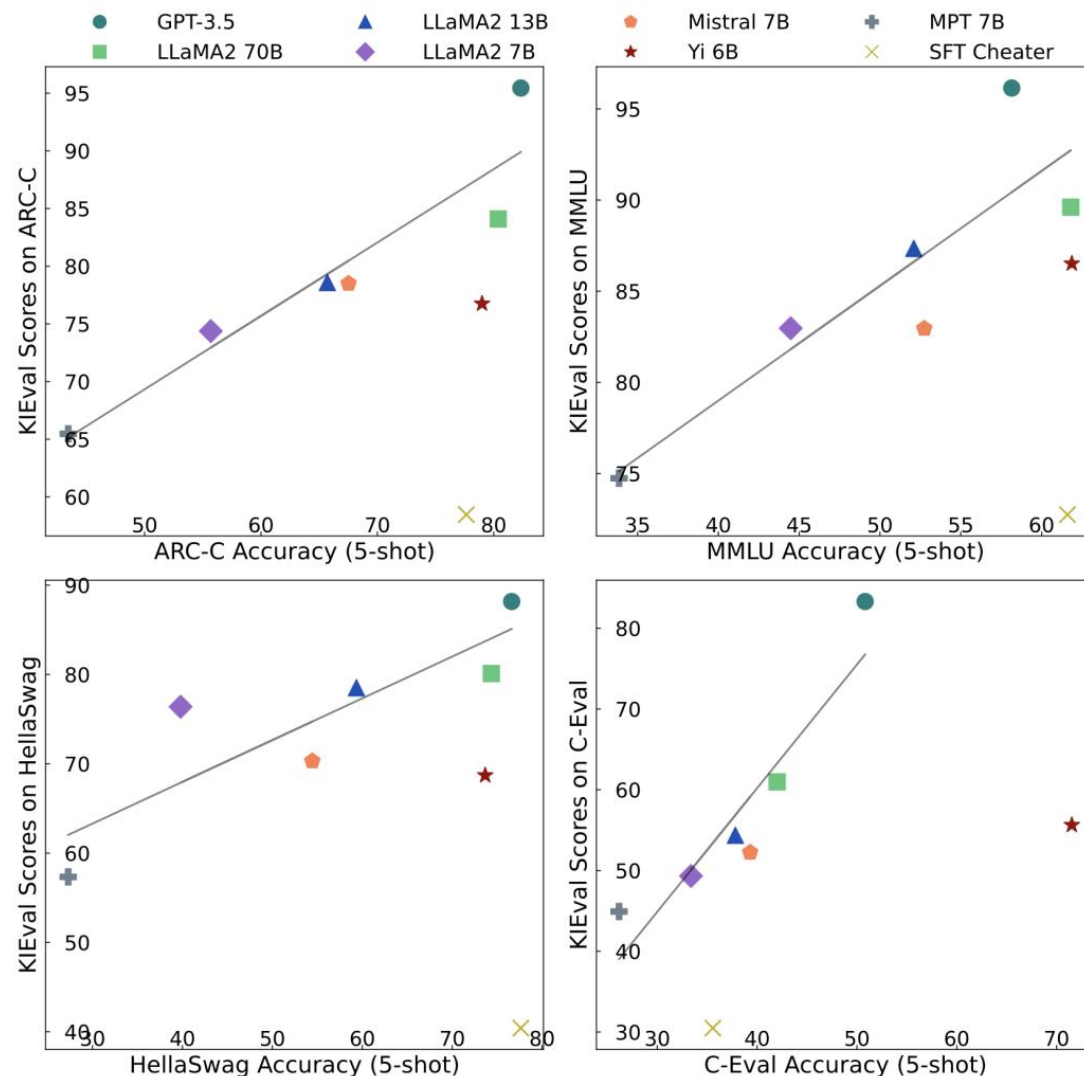 GPT-3.5 LLaMA2 13B Mistral 7B MPT 7B
LLaMA2 70B LLaMA2 7B Yi 6B SFT Cheater
KIEval Scores on ARC-C
95
90
85
80
75
70
65
60
50 60 70 80
ARC-C Accuracy (5-shot)
KIEval Scores on MMLU
95
90
85
80
75
35 40 45 50 55 60
MMLU Accuracy (5-shot)
KIEval Scores on HellaSwag
90
80
70
60
50
40
30 40 50 60 70 80
HellaSwag Accuracy (5-shot)
KIEval Scores on C-Eval
80
70
60
50
40
30
30 40 50 60 70
C-Eval Accuracy (5-shot)